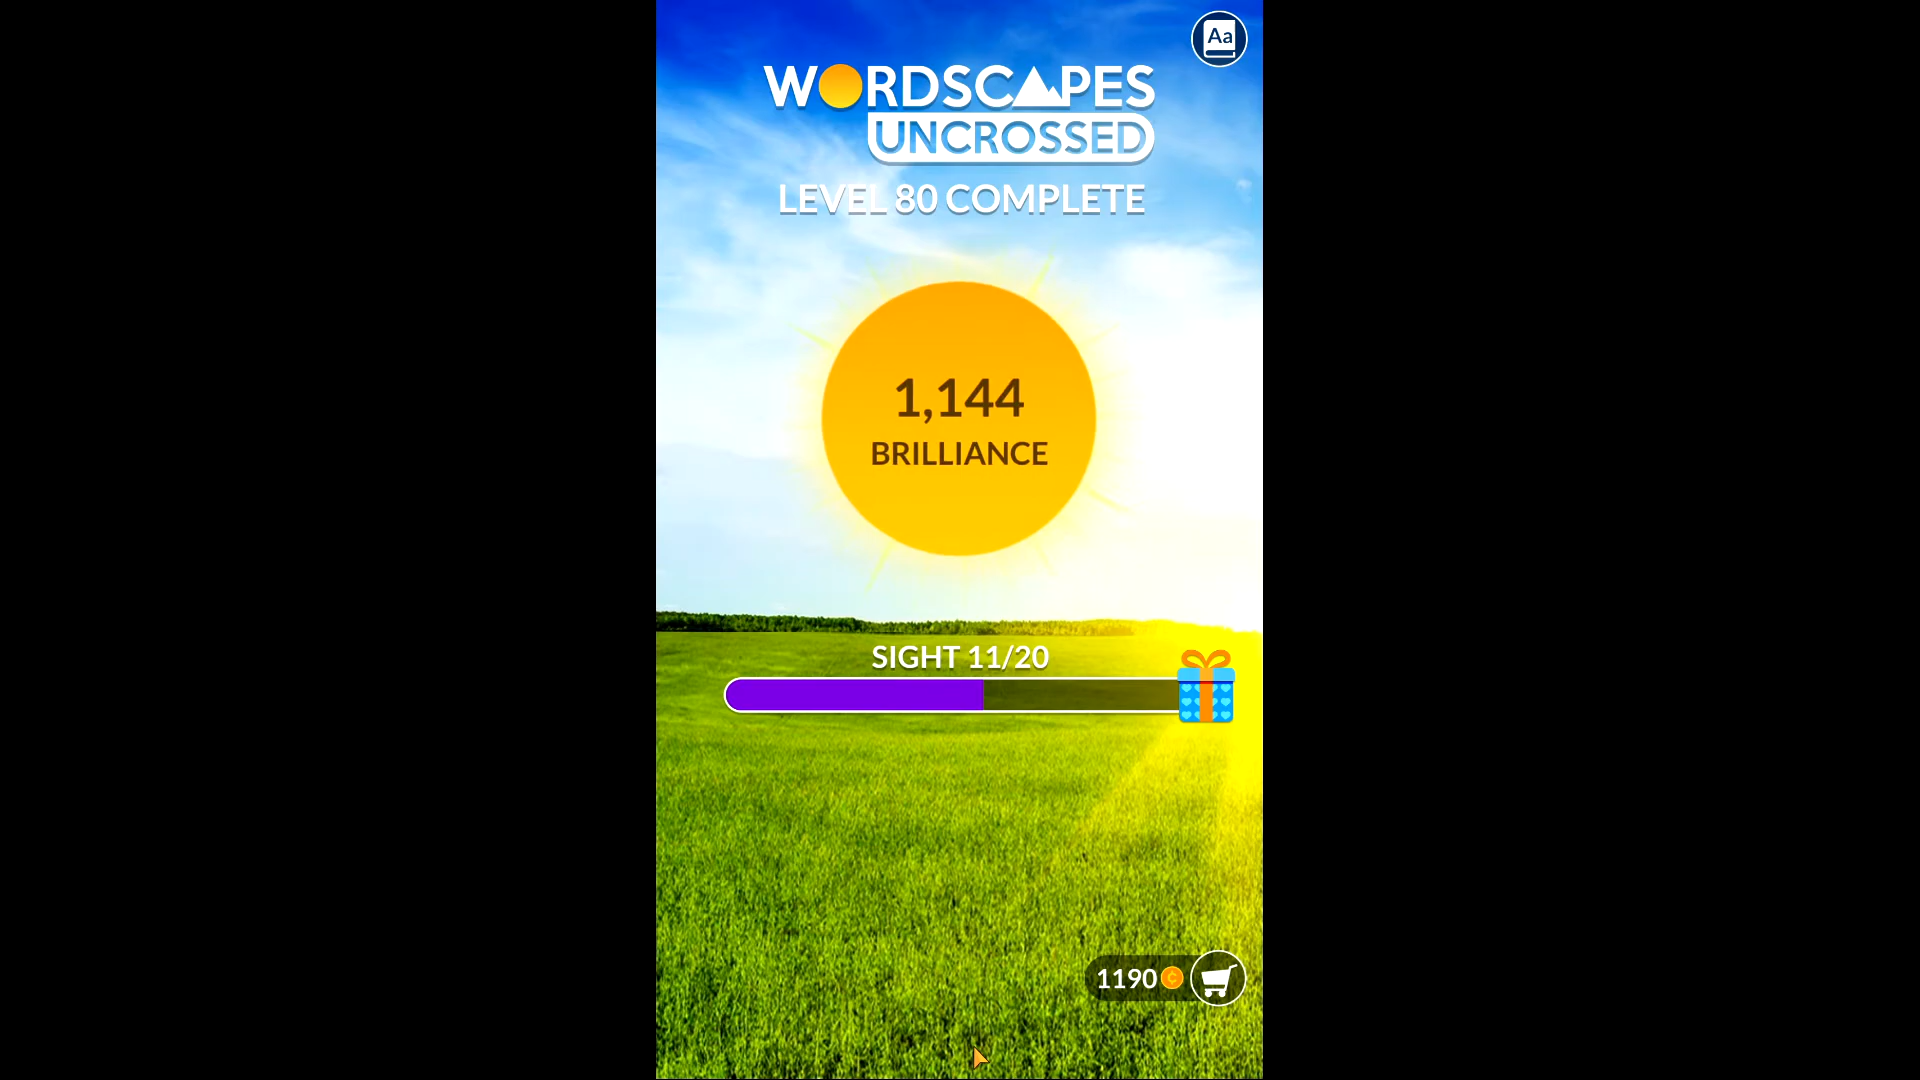 Aa
WORDSCAPES
UNCROSSED
LEVEL 80 COMPLETE
1,144
BRILLIANCE
SIGHT 11/20
1190